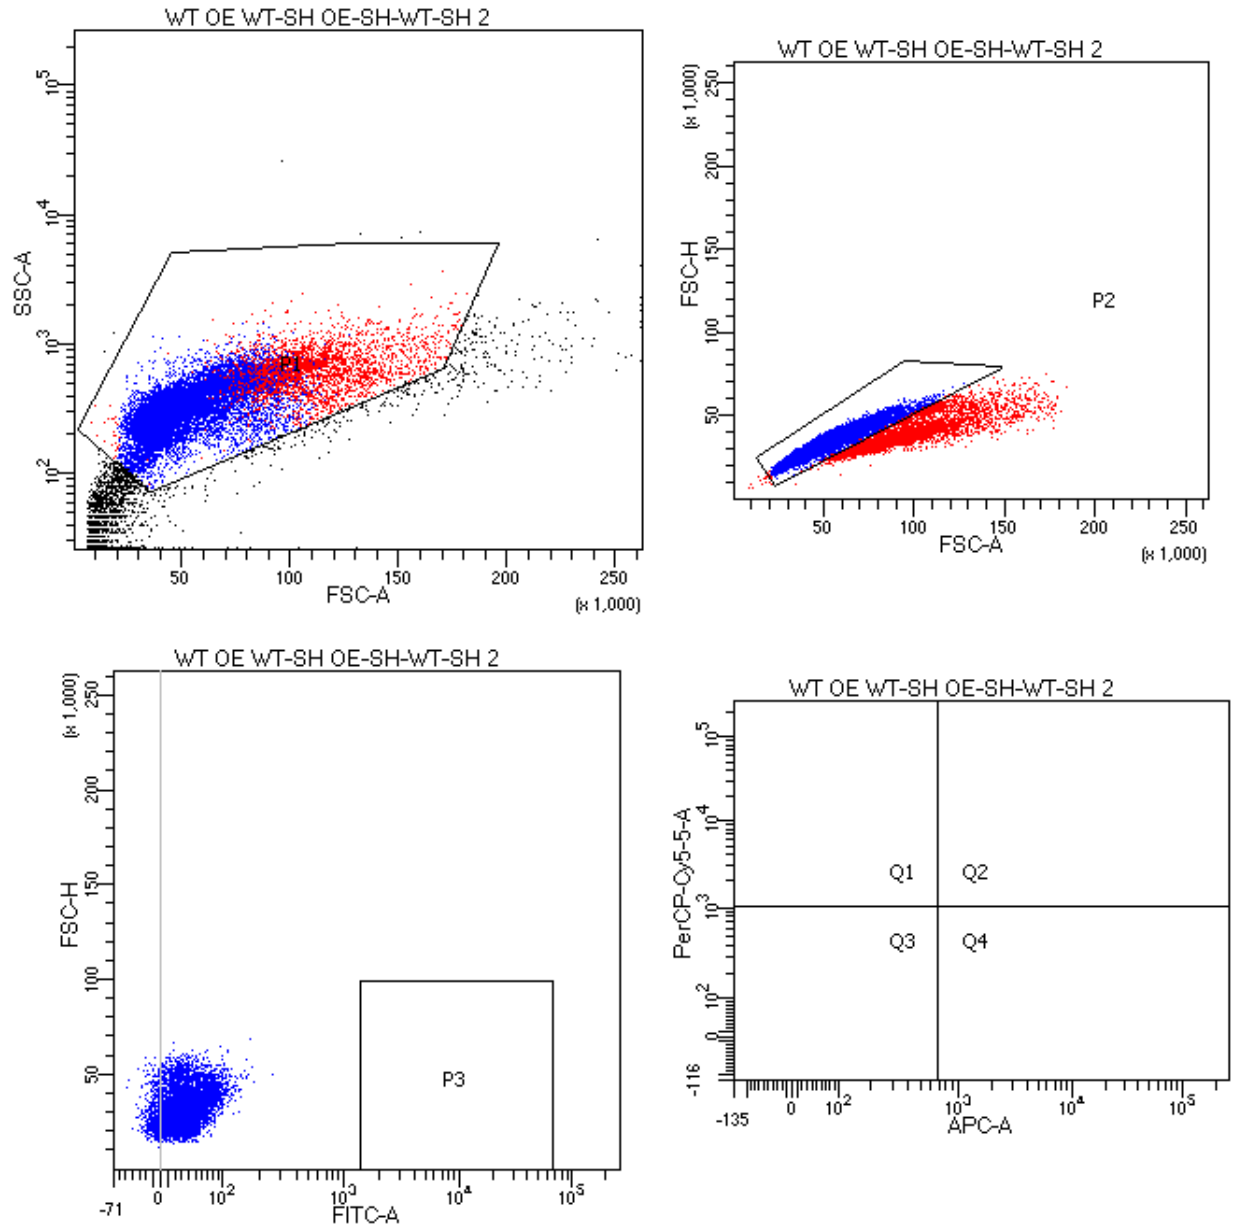 WT OE WT-SH OE-SH-WT-SH 2
SSC-A
10^5
10^4
10^3
10^2
P1
50 100 150 200 250
FSC-A
(x 1,000)
WT OE WT-SH OE-SH-WT-SH 2
(x 1,000)
FSC-H
250
200
150
100
50
P2
50 100 150 200 250
FSC-A
(x 1,000)
WT OE WT-SH OE-SH-WT-SH 2
(x 1,000)
FSC-H
250
200
150
100
50
P3
-71 0 10^2 10^3 10^4 10^5
FITC-A
WT OE WT-SH OE-SH-WT-SH 2
PerCP-Cy5-5-A
10^5
10^4
10^3
10^2
0
-116
Q1 Q2
Q3 Q4
-135 0 10^2 10^3 10^4 10^5
APC-A